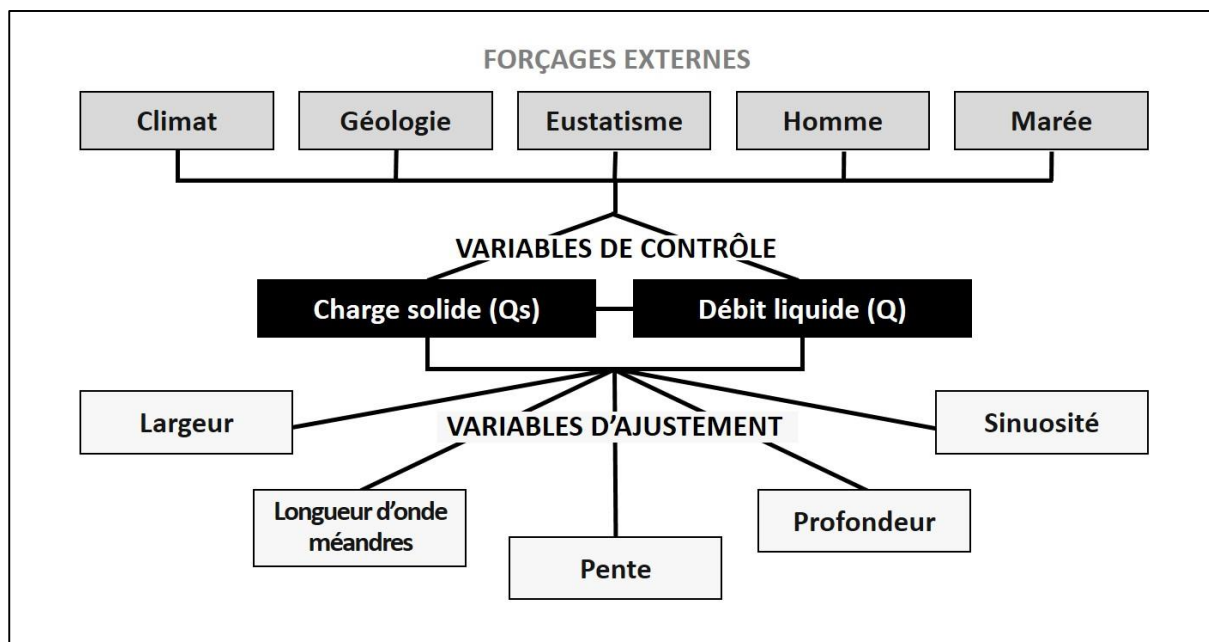 FORÇAGES EXTERNES
Climat
Géologie
Eustatisme
Homme
Marée
VARIABLES DE CONTRÔLE
Charge solide (Qs)
Débit liquide (Q)
Largeur
VARIABLES D'AJUSTEMENT
Sinuosité
Longueur d'onde
méandres
Profondeur
Pente